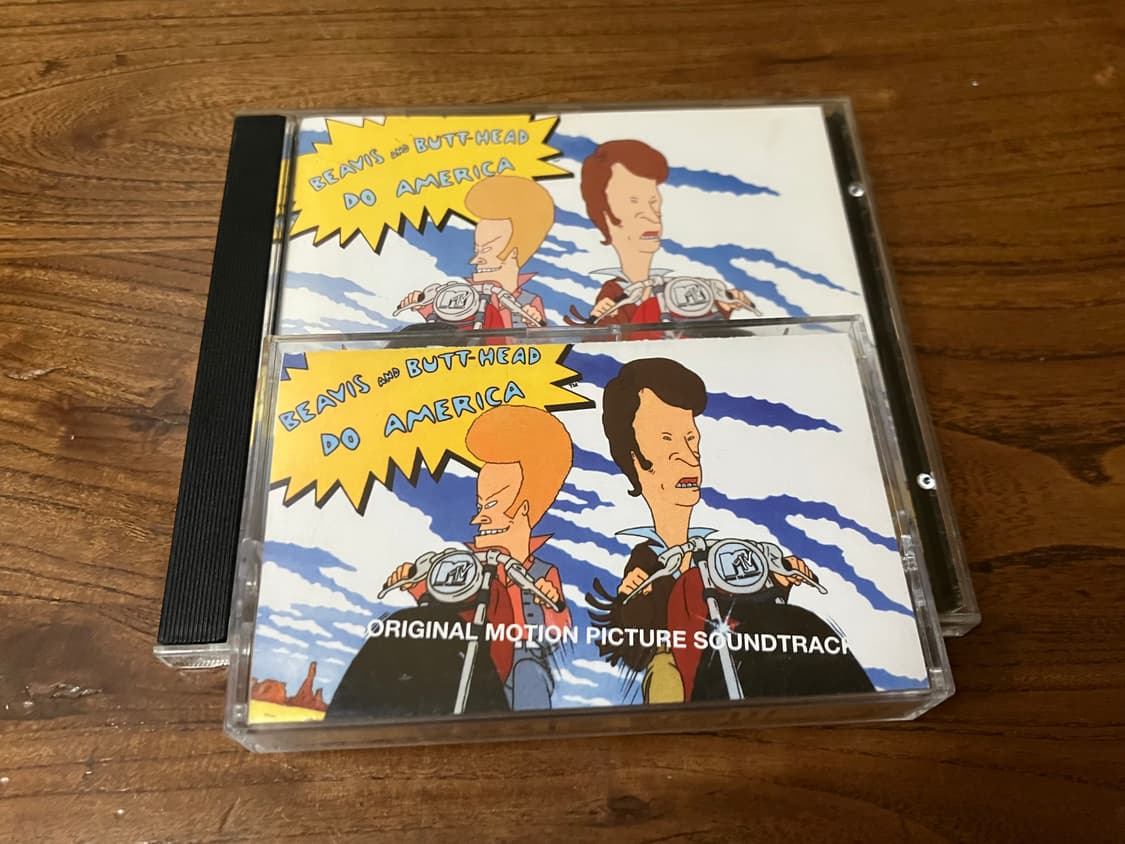 BEAVIS AND BUTT-HEAD
DO AMERICA
MTV
MTV
BEAVIS AND BUTT-HEAD
DO AMERICA
TM
MTV
MTV
ORIGINAL MOTION PICTURE SOUNDTRACK